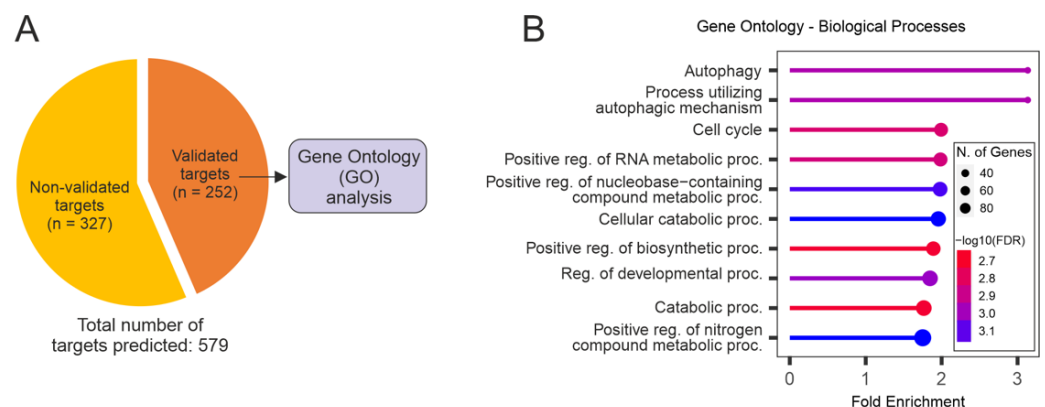 A
Non-validated
targets
(n = 327)
Validated
targets
(n = 252)
Gene Ontology
(GO)
analysis
Total number of
targets predicted: 579
B
Gene Ontology - Biological Processes
Autophagy
Process utilizing
autophagic mechanism
Cell cycle
Positive reg. of RNA metabolic proc.
Positive reg. of nucleobase−containing
compound metabolic proc.
Cellular catabolic proc.
Positive reg. of biosynthetic proc.
Reg. of developmental proc.
Catabolic proc.
Positive reg. of nitrogen
compound metabolic proc.
N. of Genes
40
60
80
−log10(FDR)
2.7
2.8
2.9
3.0
3.1
0 1 2 3
Fold Enrichment